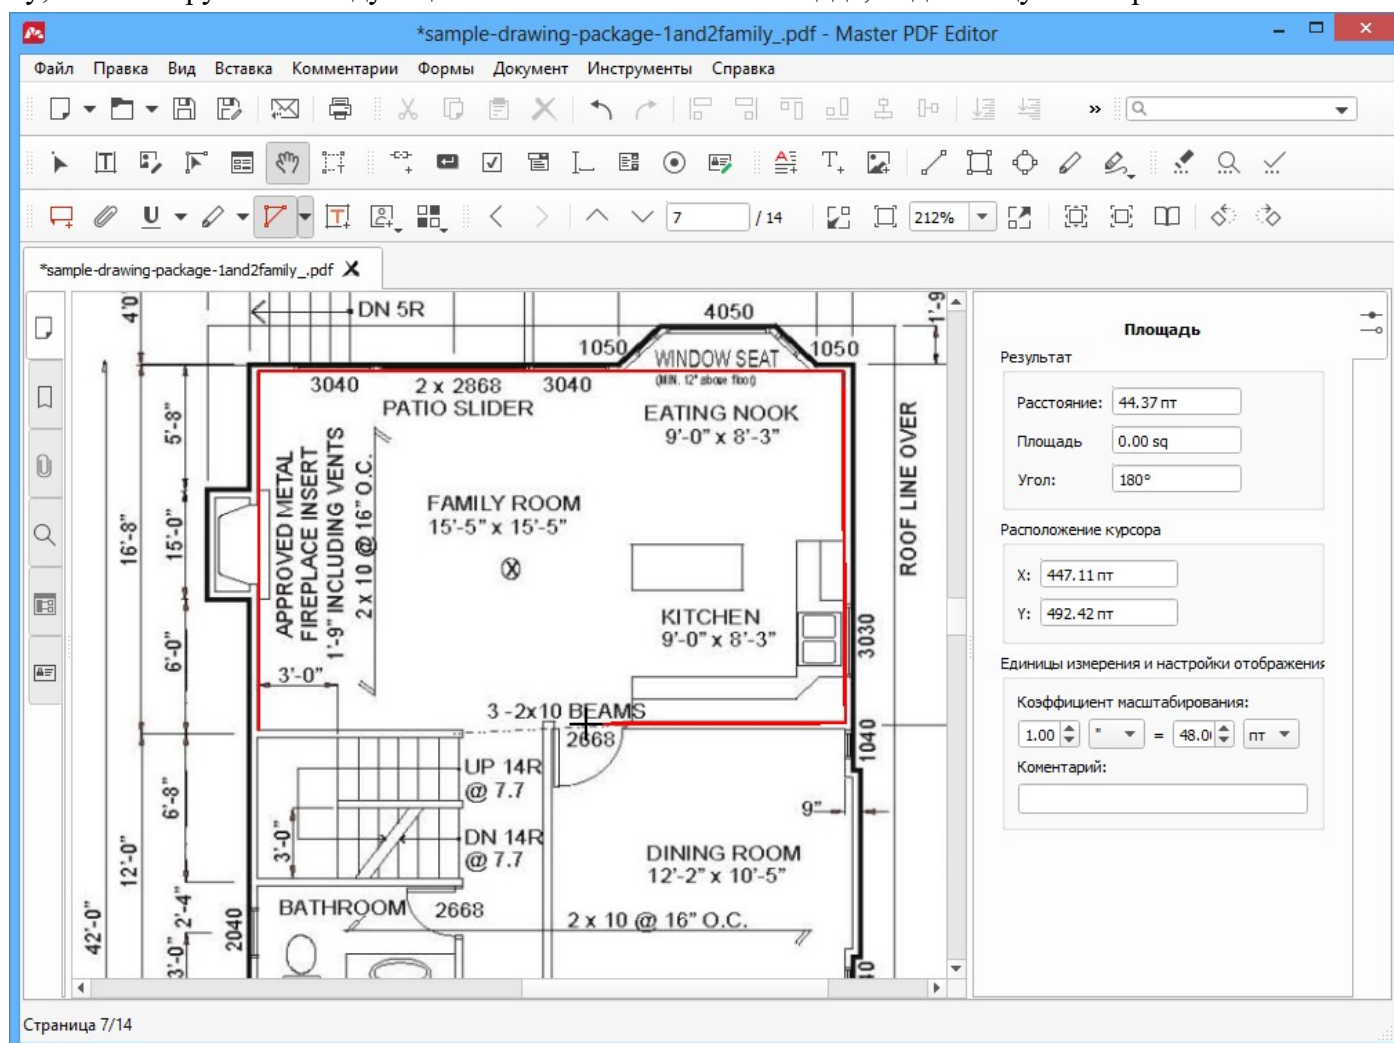 *sample-drawing-package-1and2family_.pdf - Master PDF Editor
Файл Правка Вид Вставка Комментарии Формы Документ Инструменты Справка
7 / 14 212%
*sample-drawing-package-1and2family_.pdf
4'0
DN 5R
4050
1'-9
1050
WINDOW SEAT
1050
(MIN. 12" above floor)
3040
2 x 2868
3040
PATIO SLIDER
EATING NOOK
9'-0" x 8'-3"
5'-8"
ROOF LINE OVER
APPROVED METAL
FIREPLACE INSERT
1'-9" INCLUDING VENTS
2 x 10 @ 16" O.C.
FAMILY ROOM
15'-5" x 15'-5"
16'-8"
15'-0"
X
KITCHEN
9'-0" x 8'-3"
3030
6'-0"
3'-0"
3 -2x10 BEAMS
2668
1040
UP 14R
@ 7.7
6'-8"
9"
3'-0"
DN 14R
@ 7.7
12'-0"
DINING ROOM
12'-2" x 10'-5"
BATHROOM
2668
2 x 10 @ 16" O.C.
2'-4"
42'-0"
3'-0"
2040
Площадь
Результат
Расстояние: 44.37 пт
Площадь 0.00 sq
Угол: 180°
Расположение курсора
X: 447.11 пт
Y: 492.42 пт
Единицы измерения и настройки отображения
Коэффициент масштабирования:
1.00 " = 48.0 пт
Коментарий:
Страница 7/14